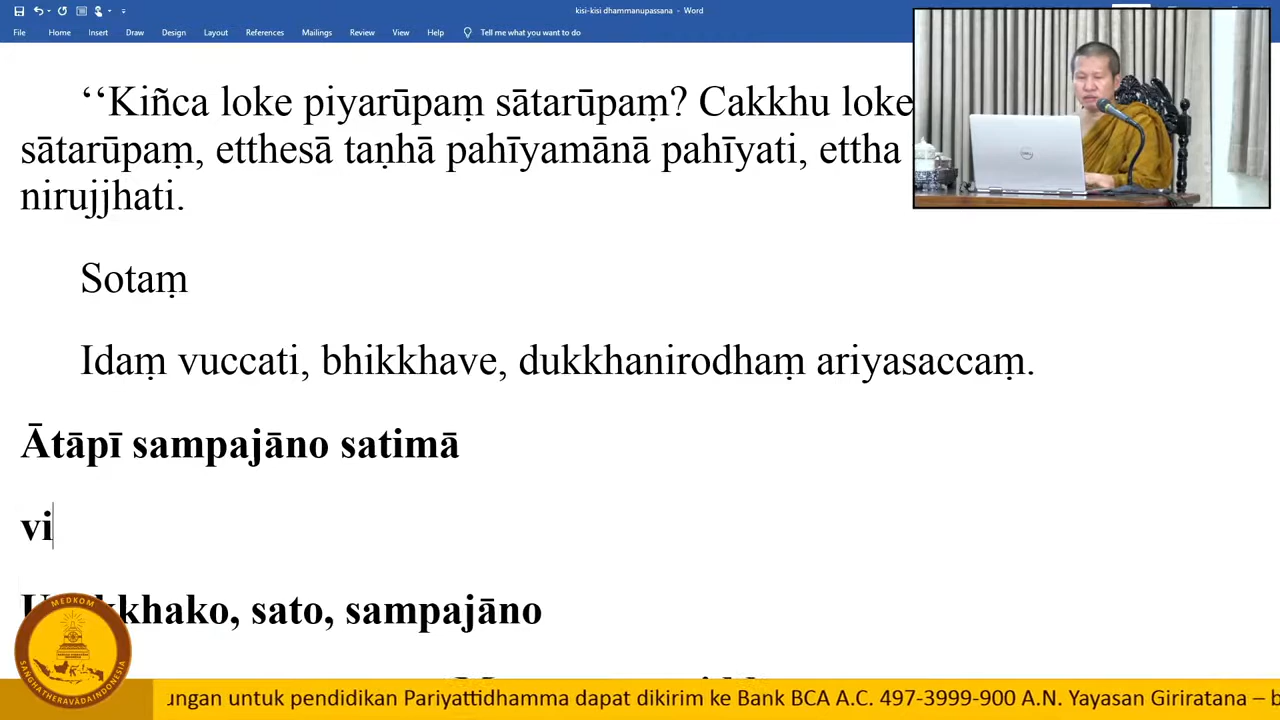 kisi-kisi dhammanupassana - Word
File Home Insert Draw Design Layout References Mailings Review View Help Tell me what you want to do
‘‘Kiñca loke piyarūpaṃ sātarūpaṃ? Cakkhu loke
sātarūpaṃ, etthesā taṇhā pahīyamānā pahīyati, ettha
nirujjhati.
Sotaṃ
Idaṃ vuccati, bhikkhave, dukkhanirodhaṃ ariyasaccaṃ.
Ātāpī sampajāno satimā
vi
sato, sampajāno
MEDKOM
SAṄGHATHERAVĀDAINDONESIA
untuk pendidikan Pariyattidhamma dapat dikirim ke Bank BCA A.C. 497-3999-900 A.N. Yayasan Giriratana –
DELL